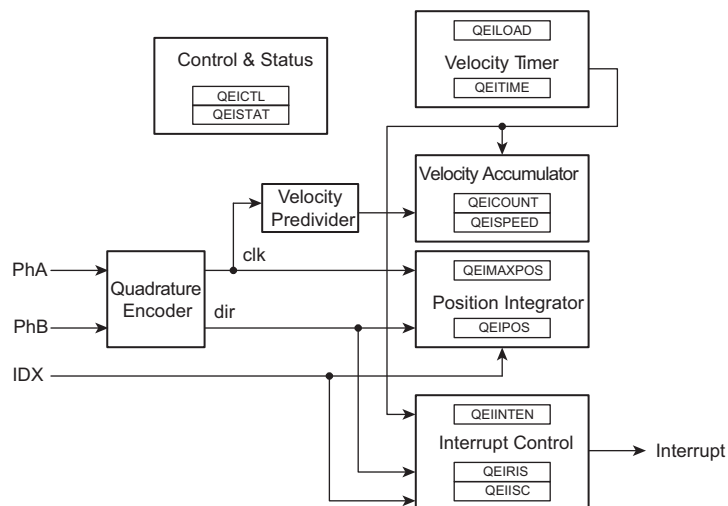 Control & Status
QEICTL
QEISTAT
QEILOAD
Velocity Timer
QEITIME
Velocity Accumulator
QEICOUNT
QEISPEED
Velocity
Predivider
PhA
PhB
IDX
Quadrature
Encoder
clk
dir
QEIMAXPOS
Position Integrator
QEIPOS
QEIINTEN
Interrupt Control
QEIRIS
QEIISC
Interrupt